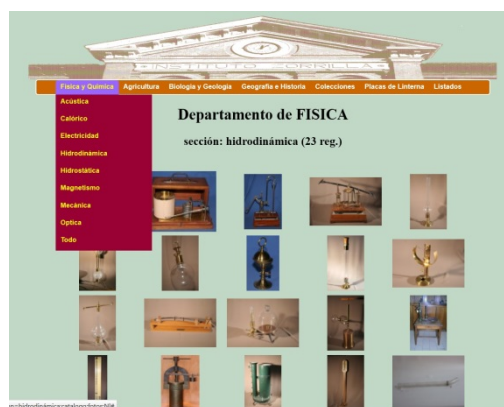 INSTITUTO ZORRILLA
Física y Química Agricultura Biología y Geología Geografía e Historia Colecciones Placas de Linterna Listados
Acústica
Calórico
Electricidad
Hidrodinámica
Hidrostática
Magnetismo
Mecánica
Optica
Todo
Departamento de FISICA
sección: hidrodinámica (23 reg.)